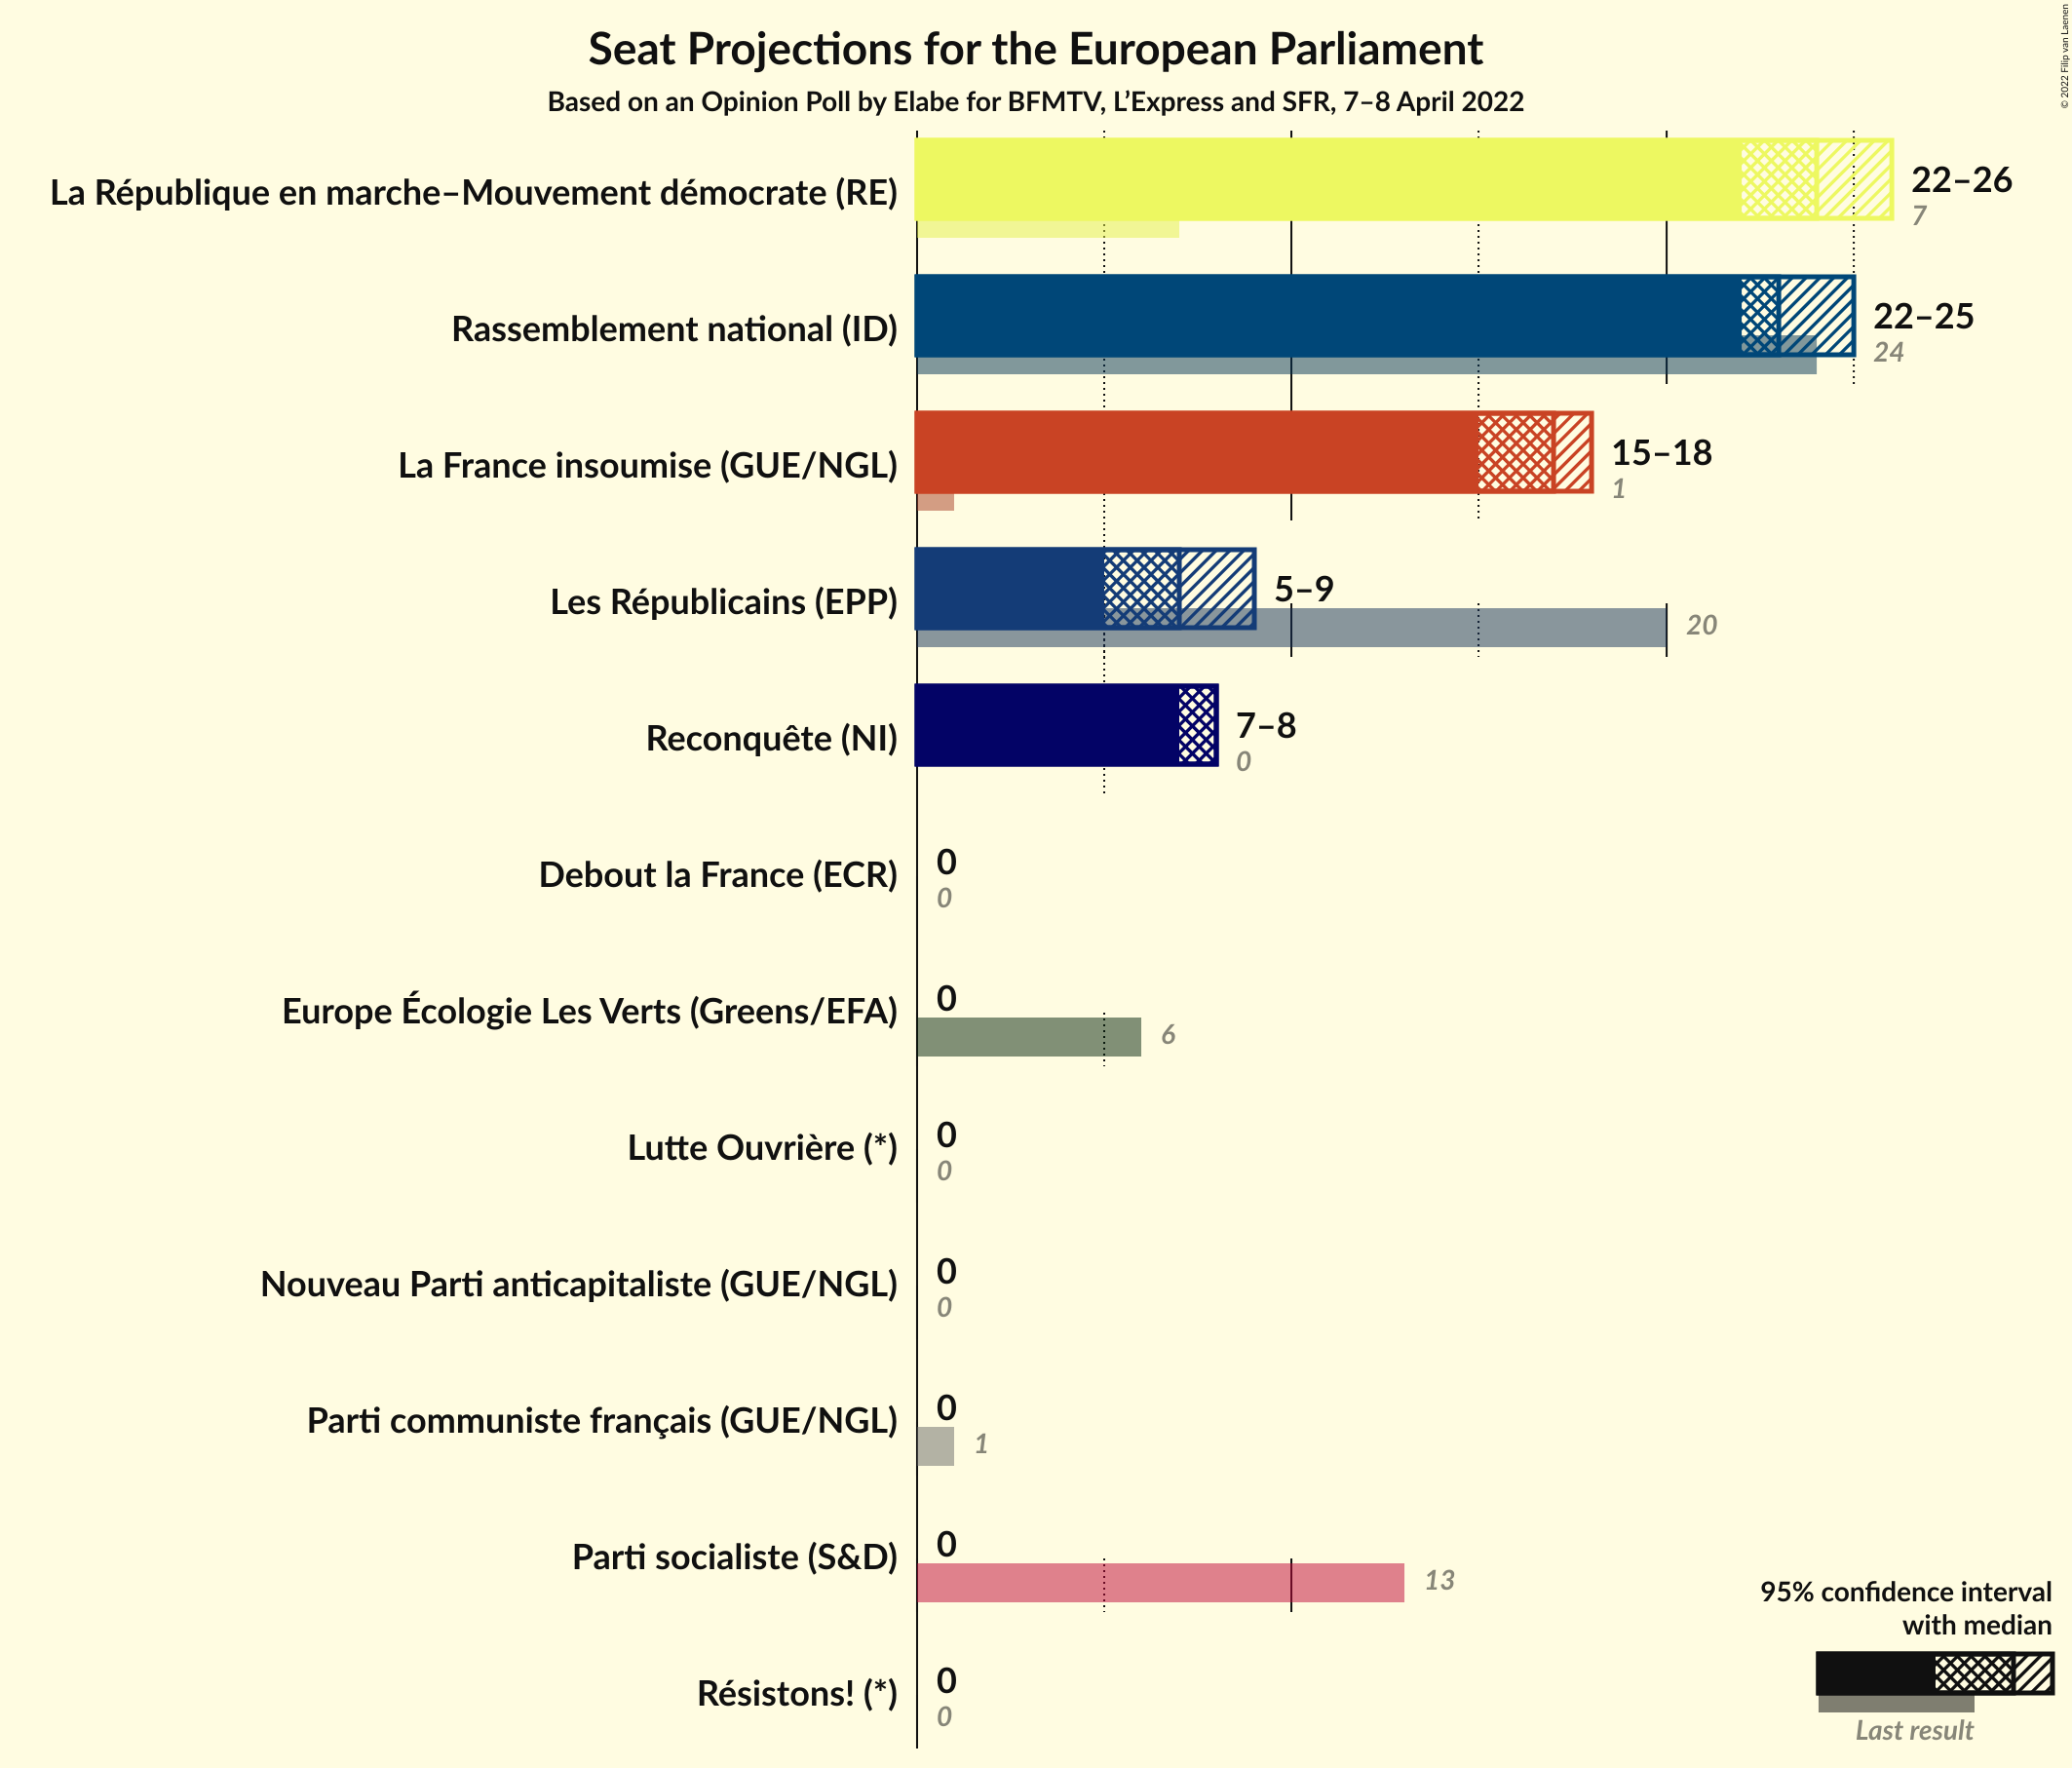 Seat Projections for the European Parliament
Based on an Opinion Poll by Elabe for BFMTV, L’Express and SFR, 7–8 April 2022
© 2022 Filip van Laenen
La République en marche–Mouvement démocrate (RE)
22–26
7
Rassemblement national (ID)
22–25
24
La France insoumise (GUE/NGL)
15–18
1
Les Républicains (EPP)
5–9
20
Reconquête (NI)
7–8
0
Debout la France (ECR)
0
0
Europe Écologie Les Verts (Greens/EFA)
0
6
Lutte Ouvrière (*)
0
0
Nouveau Parti anticapitaliste (GUE/NGL)
0
0
Parti communiste français (GUE/NGL)
0
1
Parti socialiste (S&D)
0
13
Résistons! (*)
0
0
95% confidence interval
with median
Last result